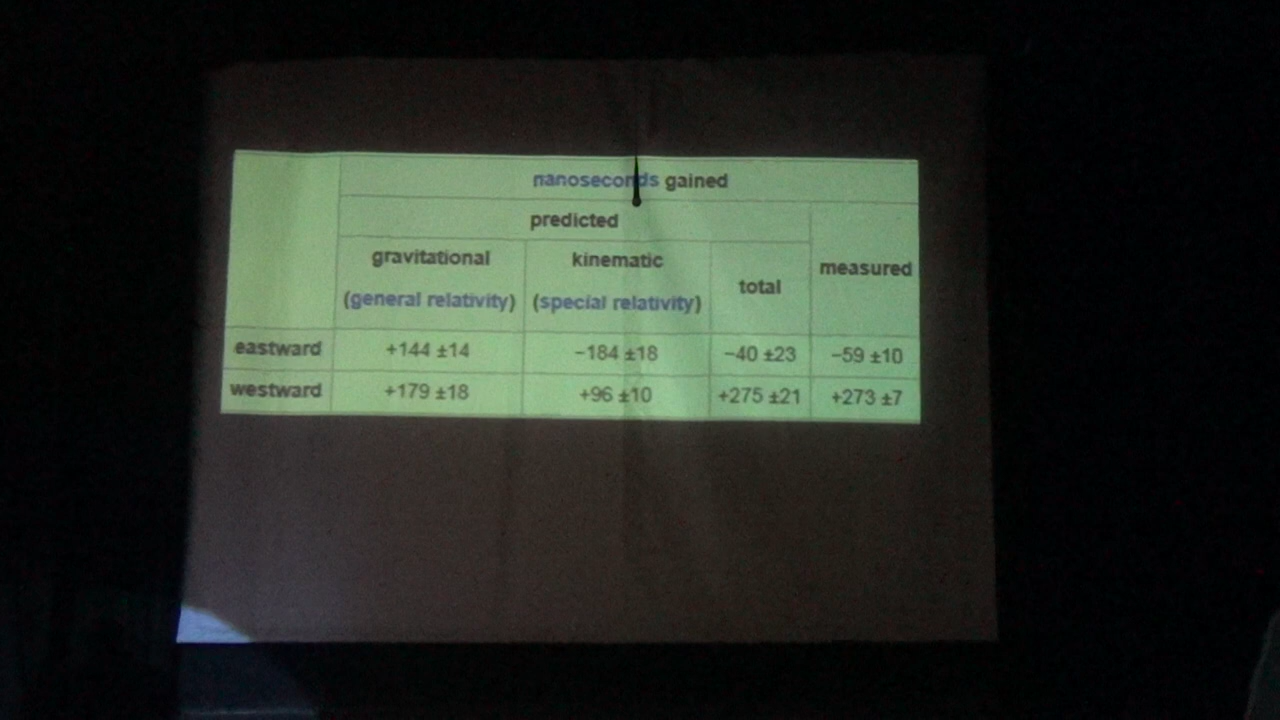 nanoseconds gained
predicted
measured
gravitational
(general relativity)
kinematic
(special relativity)
total
eastward +144 ±14 −184 ±18 −40 ±23 −59 ±10
westward +179 ±18 +96 ±10 +275 ±21 +273 ±7